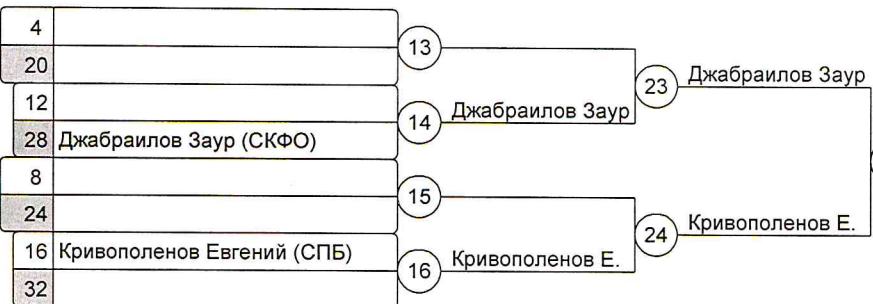 4
20
13
12
28 Джабраилов Заур (СКФО)
14 Джабраилов Заур
23 Джабраилов Заур
8
24
15
16 Кривополенов Евгений (СПБ)
32
16 Кривополенов Е.
24 Кривополенов Е.